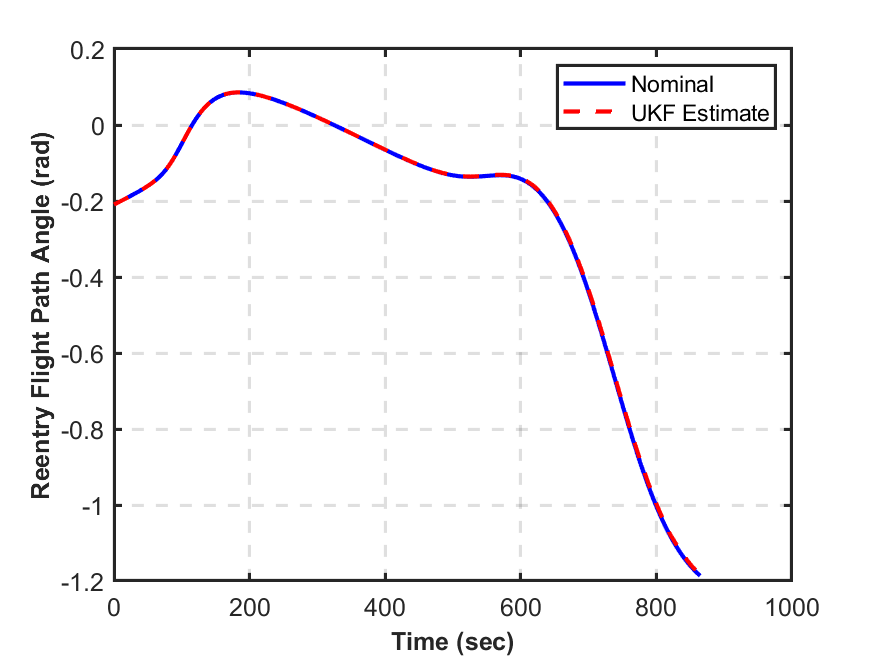 0.2
0
-0.2
-0.4
-0.6
-0.8
-1
-1.2
Reentry Flight Path Angle (rad)
Nominal
UKF Estimate
0 200 400 600 800 1000
Time (sec)